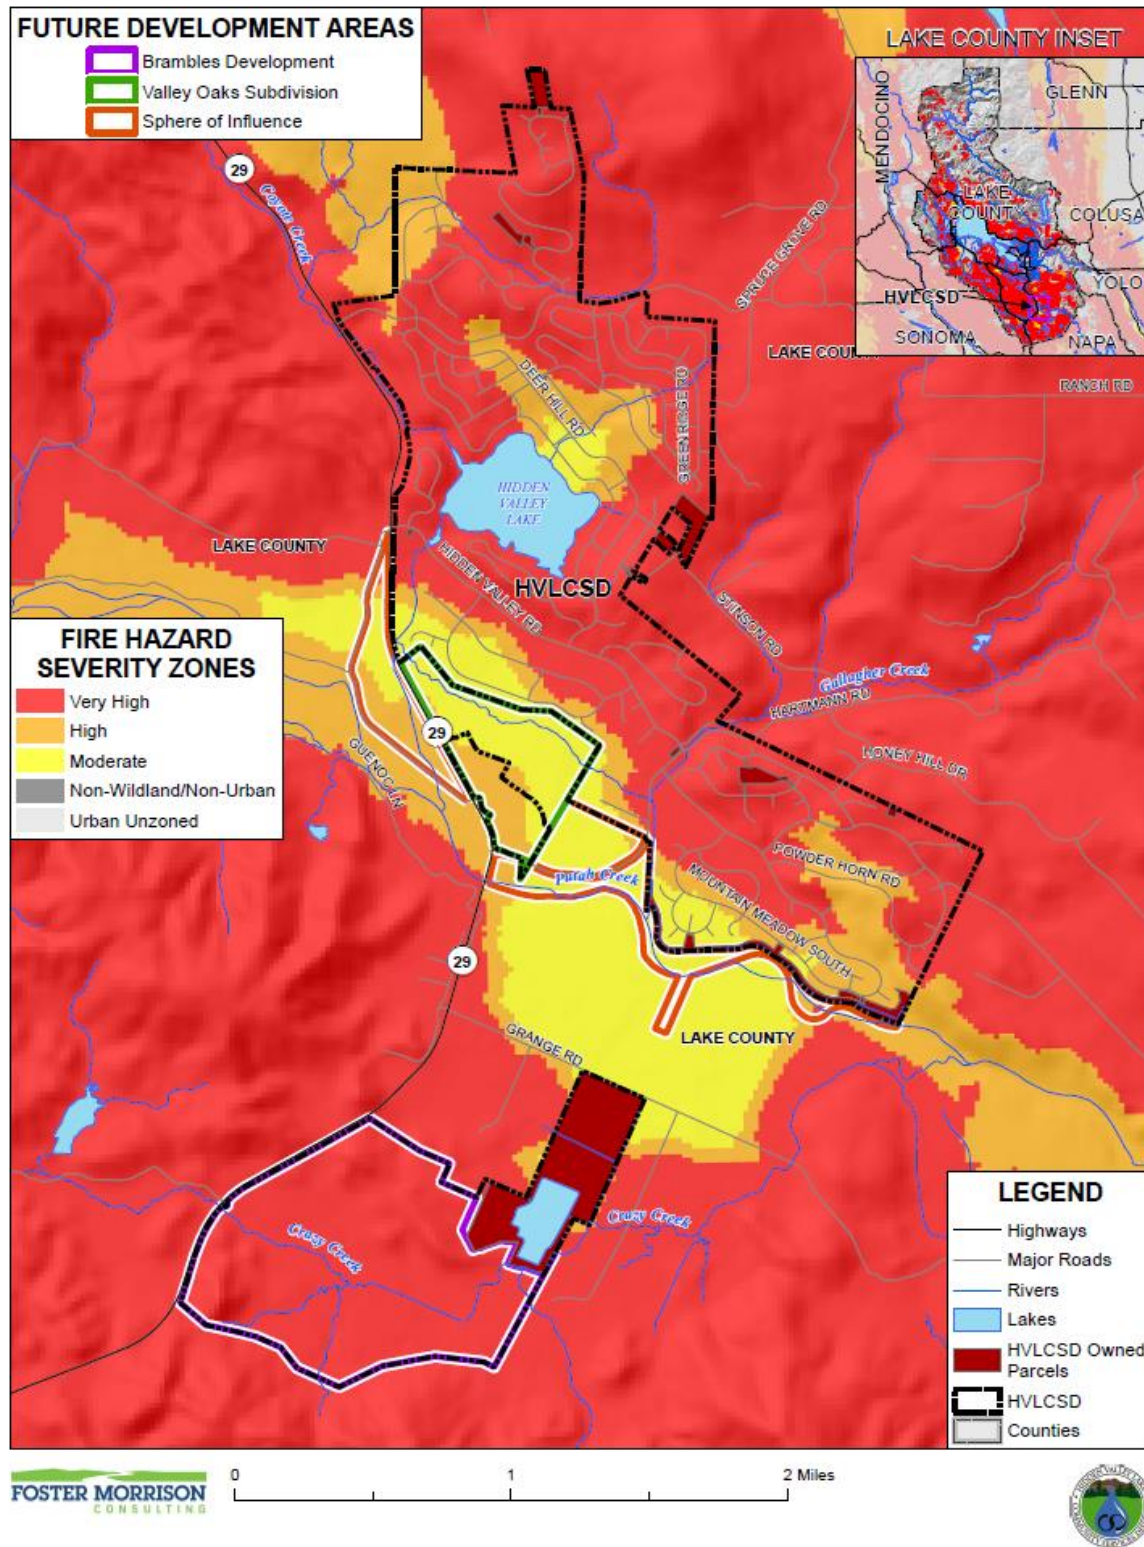 FUTURE DEVELOPMENT AREAS
Brambles Development
Valley Oaks Subdivision
Sphere of Influence
LAKE COUNTY INSET
MENDOCINO
GLENN
LAKE
COUNTY
COLUSA
YOLO
HVLCSD
SONOMA
NAPA
29
Coyote Creek
SPRUCE GROVE RD
LAKE COUNTY
RANCH RD
DEER HILL RD
GREENRIDGE RD
HIDDEN
VALLEY
LAKE
LAKE COUNTY
HIDDEN VALLEY RD
HVLCSD
STINSON RD
Gallagher Creek
HARTMANN RD
HONEY HILL DR
FIRE HAZARD
SEVERITY ZONES
Very High
High
Moderate
Non-Wildland/Non-Urban
Urban Unzoned
29
GUENOC LN
POWDER HORN RD
Putah Creek
MOUNTAIN MEADOW SOUTH
29
GRANGE RD
LAKE COUNTY
Crazy Creek
Crazy Creek
LEGEND
Highways
Major Roads
Rivers
Lakes
HVLCSD Owned
Parcels
HVLCSD
Counties
FOSTER MORRISON
CONSULTING
0 1 2 Miles